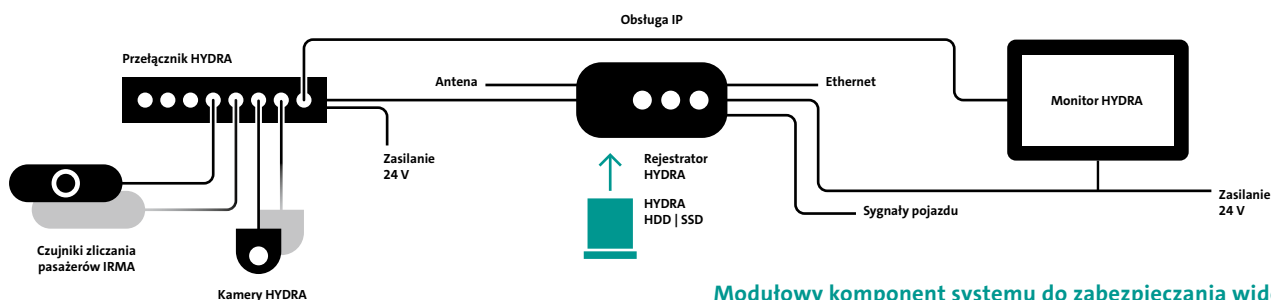 Obsługa IP
Przełącznik HYDRA
Antena
Ethernet
Monitor HYDRA
Zasilanie
24 V
Rejestrator
HYDRA
HYDRA
HDD | SSD
Sygnały pojazdu
Zasilanie
24 V
Czujniki zliczania
pasażerów IRMA
Kamery HYDRA
Modułowy komponent systemu do zabezpieczania